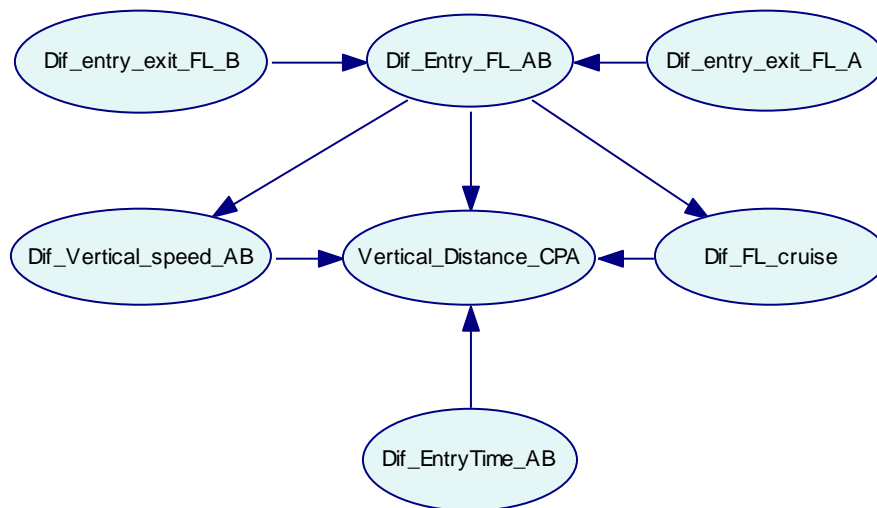 Dif_entry_exit_FL_B
Dif_Entry_FL_AB
Dif_entry_exit_FL_A
Dif_Vertical_speed_AB
Vertical_Distance_CPA
Dif_FL_cruise
Dif_EntryTime_AB